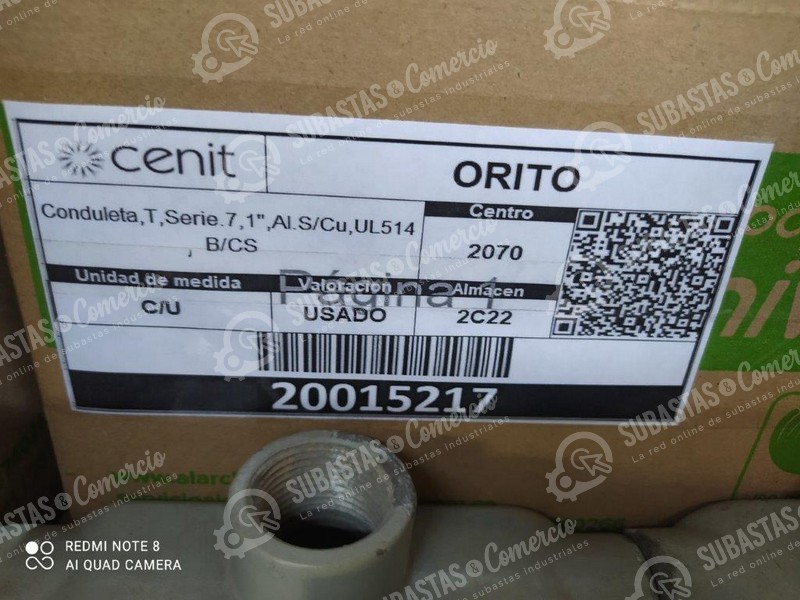 cenit
ORITO
Conduleta,T,Serie.7,1",Al.S/Cu,UL514
B/CS
Centro
2070
Unidad de medida
Valoración
Almacen
Página 1
C/U
USADO
2C22
20015217
SUBASTAS & Comercio
La red online de subastas industriales
REDMI NOTE 8
AI QUAD CAMERA